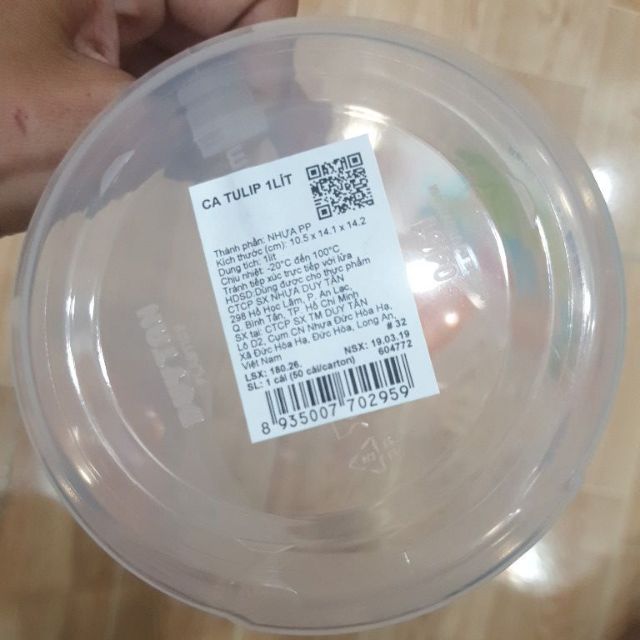 CA TULIP 1LÍT
Thành phần: NHỰA PP
Kích thước (cm): 10.5 x 14.1 x 14.2
Dung tích: 1lít
Chịu nhiệt: -20°C đến 100°C
Tránh tiếp xúc trực tiếp với lửa
HDSD:Dùng được cho thực phẩm
CTCP SX NHỰA DUY TÂN
298 Hồ Học Lãm, P. An Lạc,
Q. Bình Tân, TP. Hồ Chí Minh
SX tại: CTCP SX TM DUY TÂN
Lô D2, Cụm CN Nhựa Đức Hòa Hạ,
Xã Đức Hòa Hạ, Đức Hòa, Long An,
Việt Nam
#32
LSX: 180.26 NSX: 19.03.19
SL: 1 cái (50 cái/carton) 604772
8 935007 702959
DUY TAN